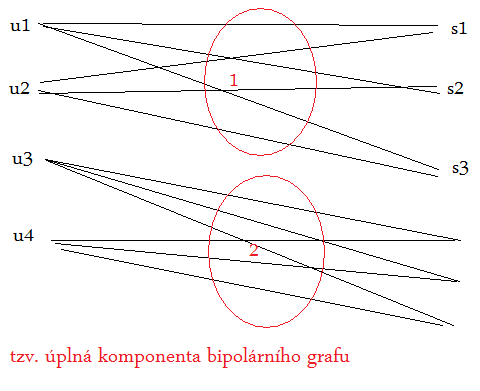 u1
s1
1
u2
s2
u3
s3
u4
2
tzv. úplná komponenta bipolárního grafu